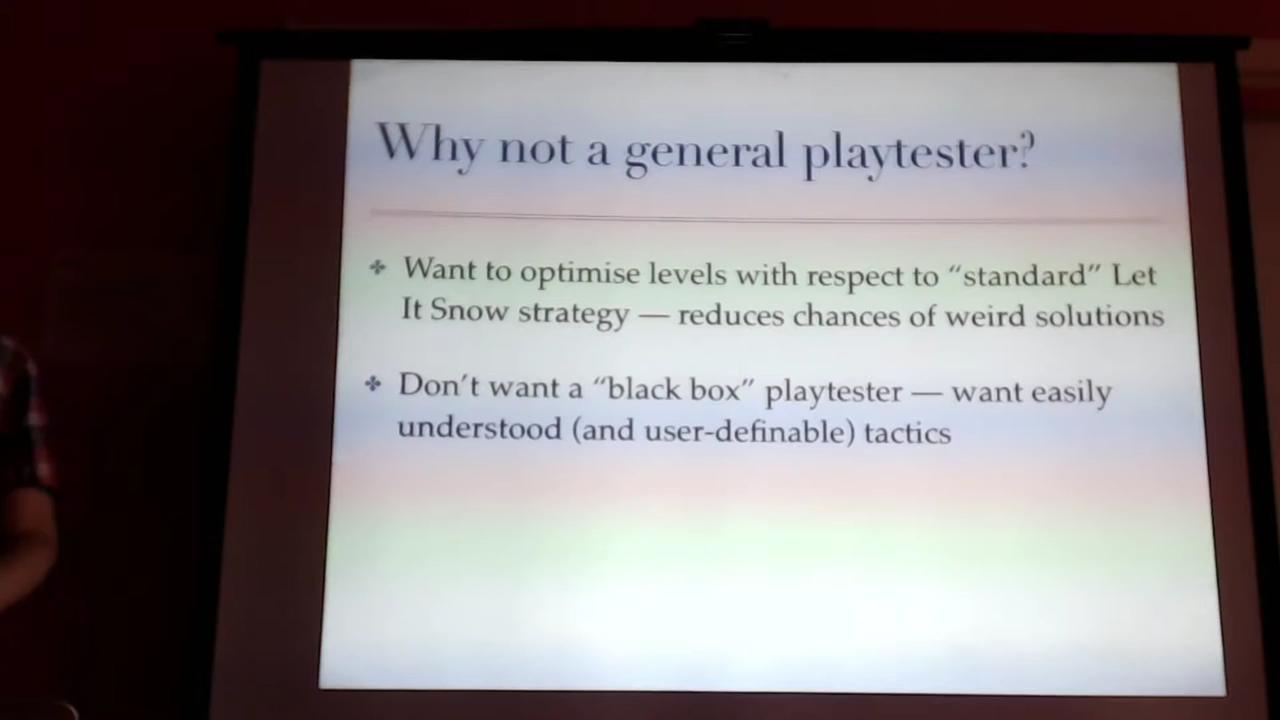 Why not a general playtester?
Want to optimise levels with respect to “standard” Let
It Snow strategy — reduces chances of weird solutions
Don’t want a “black box” playtester — want easily
understood (and user-definable) tactics